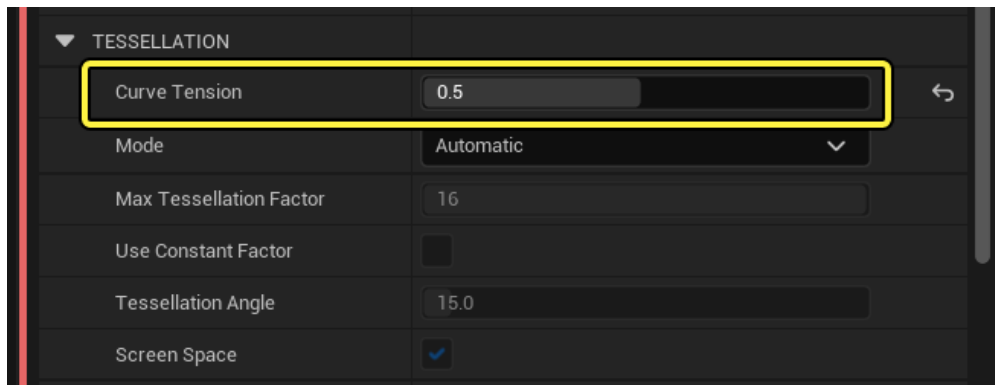 TESSELLATION
Curve Tension 0.5
Mode Automatic
Max Tessellation Factor 16
Use Constant Factor
Tessellation Angle 15.0
Screen Space